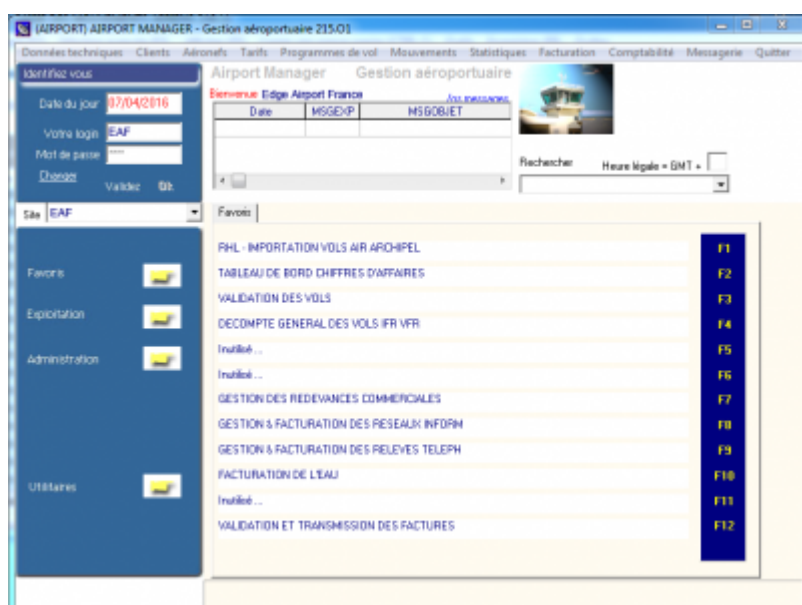 (AIRPORT) AIRPORT MANAGER - Gestion aéroportuaire 215.01
Données techniques Clients Aéronefs Tarifs Programmes de vol Mouvements Statistiques Facturation Comptabilité Messagerie Quitter
Identifiez vous
Airport Manager Gestion aéroportuaire
Bienvenue Edge Airport France
Date du jour 07/04/2016
Date MSGEXP MSGOBJET
Votre login EAF
Mot de passe ****
Changer
Validez Ok
Rechercher Heure légale = GMT +
Site EAF
Favoris
RHL - IMPORTATION VOLS AIR ARCHIPEL F1
Favoris
TABLEAU DE BORD CHIFFRES D'AFFAIRES F2
VALIDATION DES VOLS F3
Exploitation
DECOMPTE GENERAL DES VOLS IFR VFR F4
Inutilisé ... F5
Administration
Inutilisé ... F6
GESTION DES REDEVANCES COMMERCIALES F7
GESTION & FACTURATION DES RESEAUX INFORM F8
GESTION & FACTURATION DES RELEVES TELEPH F9
FACTURATION DE L'EAU F10
Utilitaires
Inutilisé ... F11
VALIDATION ET TRANSMISSION DES FACTURES F12